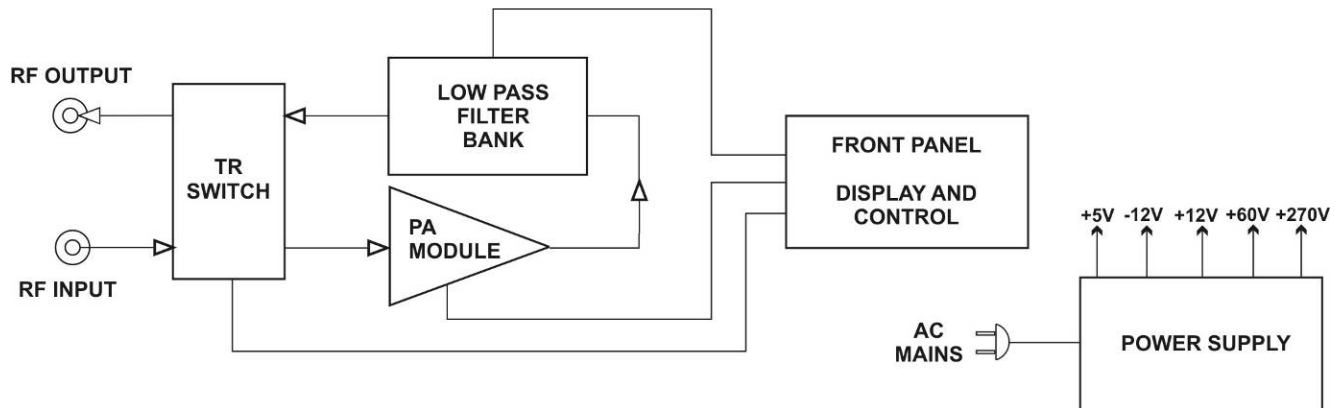 RF OUTPUT
RF INPUT
TR
SWITCH
LOW PASS
FILTER
BANK
PA
MODULE
FRONT PANEL
DISPLAY AND
CONTROL
+5V -12V +12V +60V +270V
AC
MAINS
POWER SUPPLY